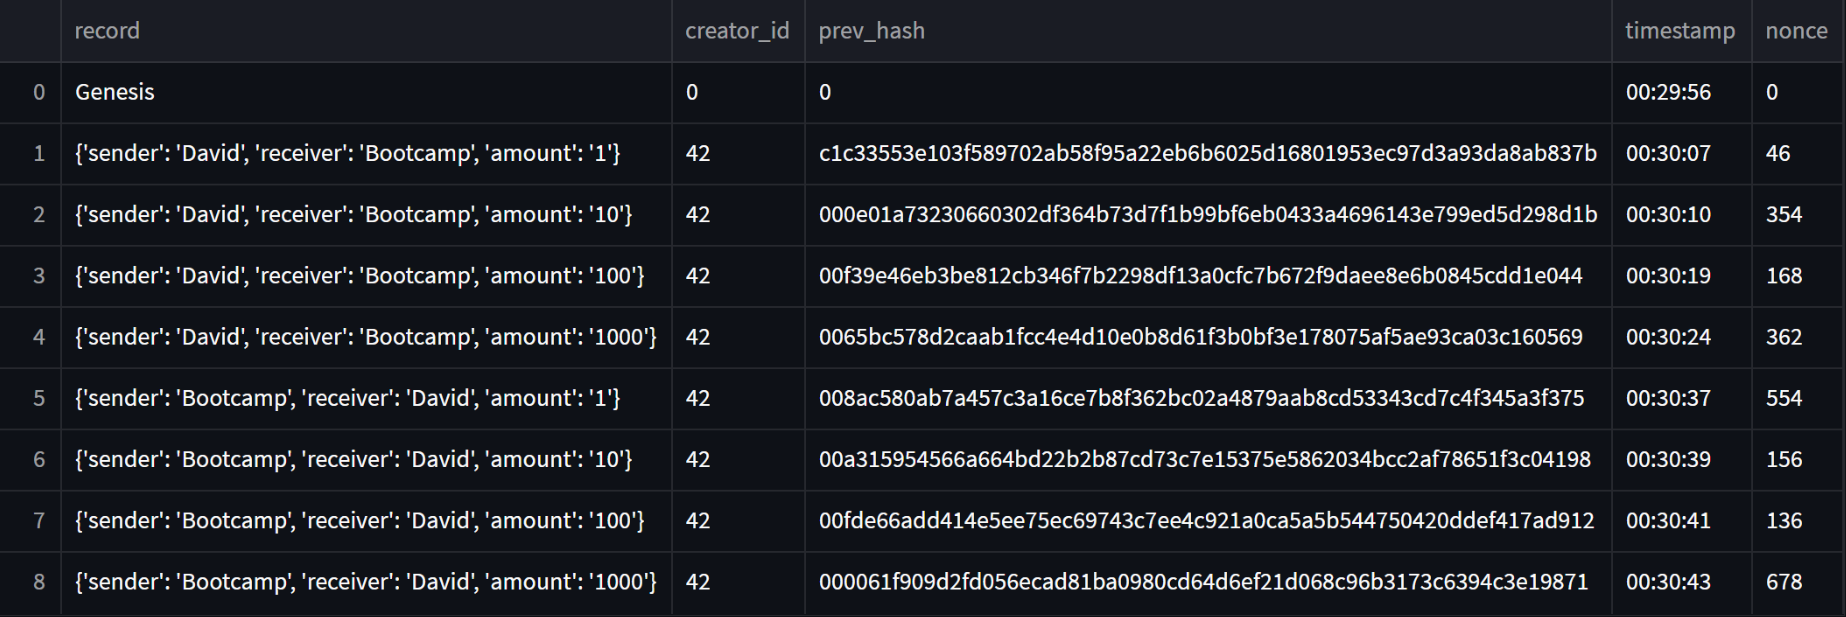 record creator_id prev_hash timestamp nonce
0 Genesis 0 0 00:29:56 0
1 {'sender': 'David', 'receiver': 'Bootcamp', 'amount': '1'} 42 c1c33553e103f589702ab58f95a22eb6b6025d16801953ec97d3a93da8ab837b 00:30:07 46
2 {'sender': 'David', 'receiver': 'Bootcamp', 'amount': '10'} 42 000e01a73230660302df364b73d7f1b99bf6eb0433a4696143e799ed5d298d1b 00:30:10 354
3 {'sender': 'David', 'receiver': 'Bootcamp', 'amount': '100'} 42 00f39e46eb3be812cb346f7b2298df13a0cfc7b672f9daee8e6b0845cdd1e044 00:30:19 168
4 {'sender': 'David', 'receiver': 'Bootcamp', 'amount': '1000'} 42 0065bc578d2caab1fcc4e4d10e0b8d61f3b0bf3e178075af5ae93ca03c160569 00:30:24 362
5 {'sender': 'Bootcamp', 'receiver': 'David', 'amount': '1'} 42 008ac580ab7a457c3a16ce7b8f362bc02a4879aab8cd53343cd7c4f345a3f375 00:30:37 554
6 {'sender': 'Bootcamp', 'receiver': 'David', 'amount': '10'} 42 00a315954566a664bd22b2b87cd73c7e15375e5862034bcc2af78651f3c04198 00:30:39 156
7 {'sender': 'Bootcamp', 'receiver': 'David', 'amount': '100'} 42 00fde66add414e5ee75ec69743c7ee4c921a0ca5a5b544750420ddef417ad912 00:30:41 136
8 {'sender': 'Bootcamp', 'receiver': 'David', 'amount': '1000'} 42 000061f909d2fd056ecad81ba0980cd64d6ef21d068c96b3173c6394c3e19871 00:30:43 678